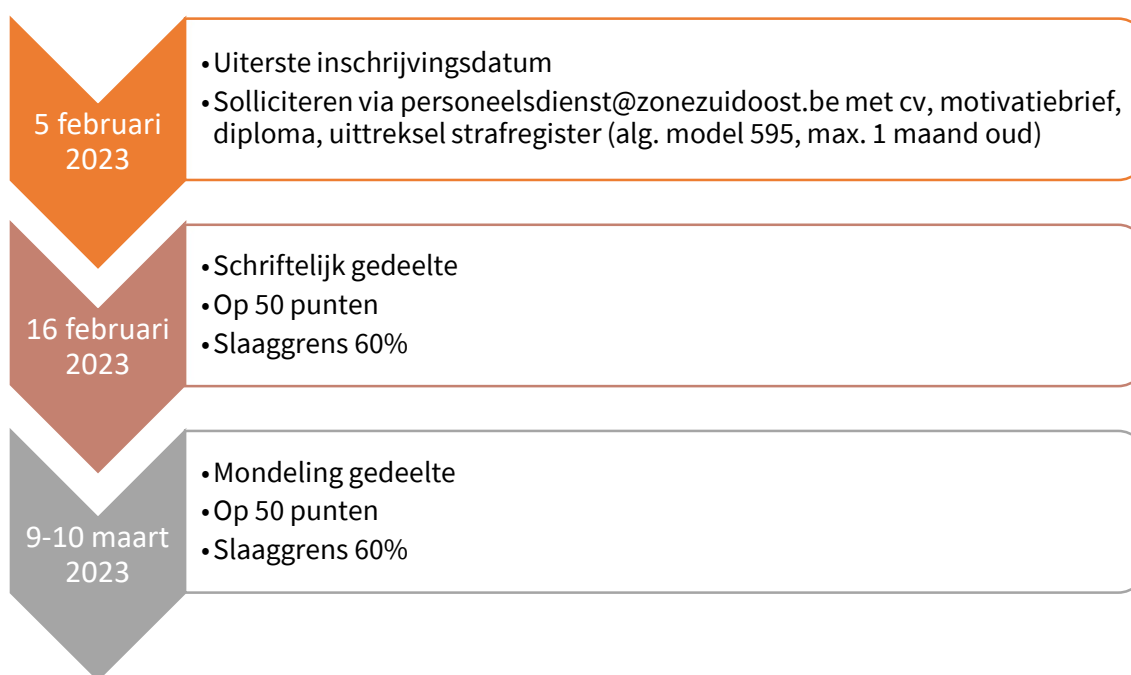 5 februari
2023
•Uiterste inschrijvingsdatum
•Solliciteren via personeelsdienst@zonezuidoost.be met cv, motivatiebrief,
diploma, uittreksel strafregister (alg. model 595, max. 1 maand oud)
16 februari
2023
•Schriftelijk gedeelte
•Op 50 punten
•Slaaggrens 60%
9-10 maart
2023
•Mondeling gedeelte
•Op 50 punten
•Slaaggrens 60%